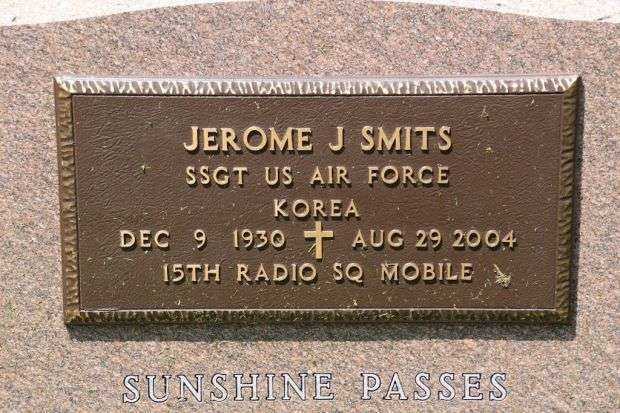 JEROME J SMITS
SSGT US AIR FORCE
KOREA
DEC 9 1930 AUG 29 2004
15TH RADIO SQ MOBILE
SUNSHINE PASSES